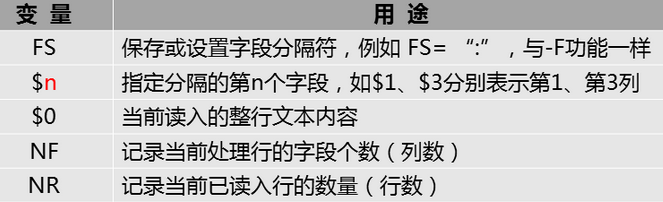 变 量 用 途
FS 保存或设置字段分隔符，例如 FS= “:”，与-F功能一样
$n 指定分隔的第n个字段，如$1、$3分别表示第1、第3列
$0 当前读入的整行文本内容
NF 记录当前处理行的字段个数（列数）
NR 记录当前已读入行的数量（行数）